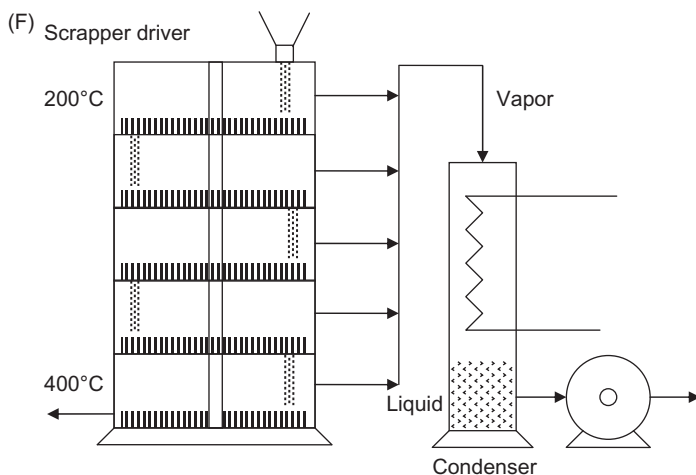 (F)
Scrapper driver
200°C
Vapor
400°C
Liquid
Condenser